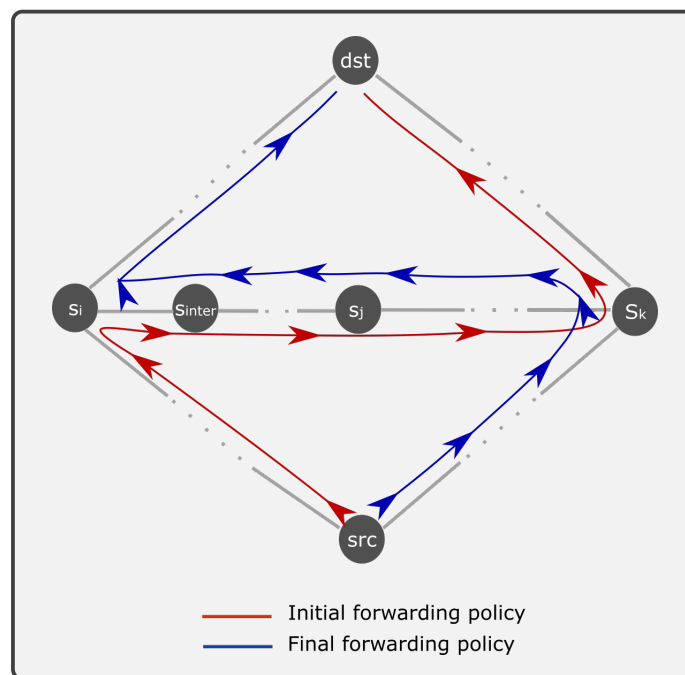 dst
si sinter sj Sk
src
Initial forwarding policy
Final forwarding policy